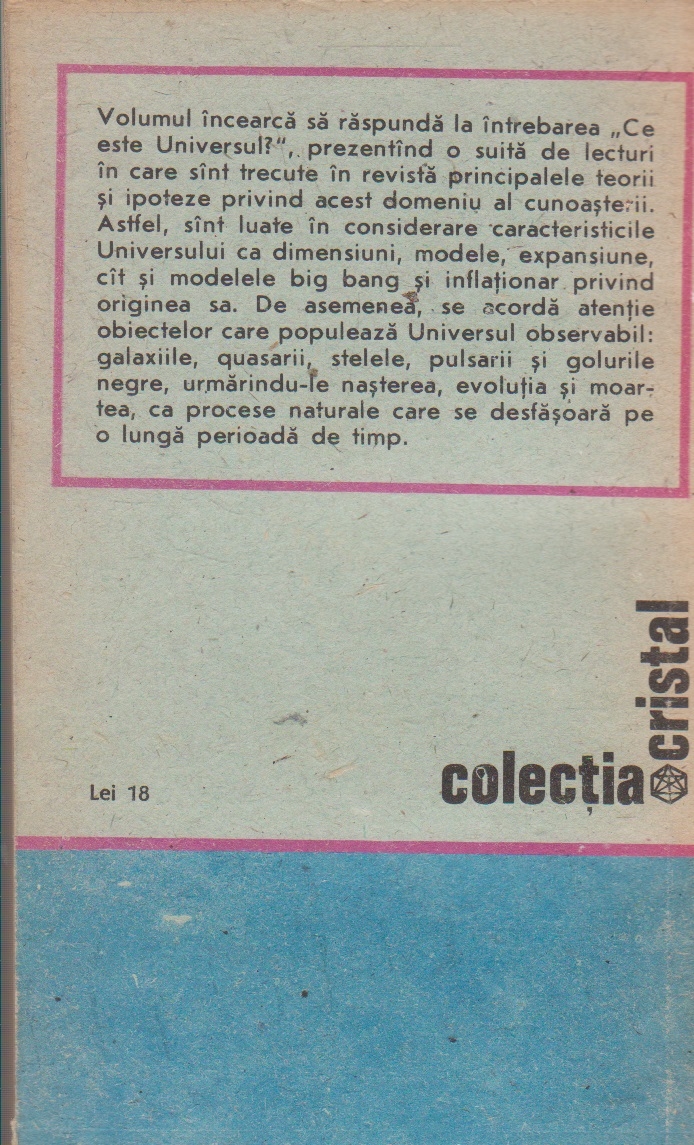 Volumul încearcă să răspundă la întrebarea „Ce
este Universul?“, prezentînd o suită de lecturi
în care sînt trecute în revistă principalele teorii
și ipoteze privind acest domeniu al cunoașterii.
Astfel, sînt luate în considerare caracteristicile
Universului ca dimensiuni, modele, expansiune,
cît și modelele big bang și inflaționar privind
originea sa. De asemenea, se acordă atenție
obiectelor care populează Universul observabil:
galaxiile, quasarii, stelele, pulsarii și golurile
negre, urmărindu-le nașterea, evoluția și moar-
tea, ca procese naturale care se desfășoară pe
o lungă perioadă de timp.
Lei 18
colecția
cristal